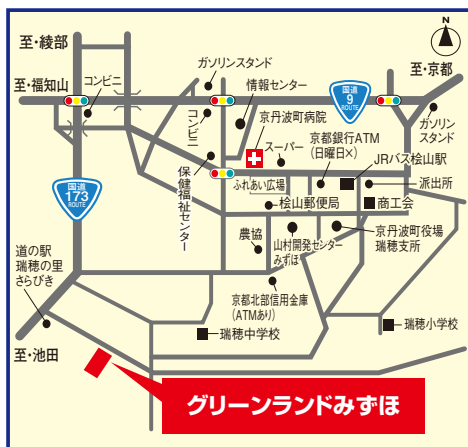 至・綾部
N
ガソリンスタンド
至・京都
至・福知山
コンビニ
情報センター
国道
9
ROUTE
コンビニ
京丹波町病院
ガソリン
スタンド
スーパー
京都銀行ATM
(日曜日×)
JRバス桧山駅
保健福祉センター
ふれあい広場
派出所
国道
173
ROUTE
桧山郵便局
商工会
農協
山村開発センター
みずほ
京丹波町役場
瑞穂支所
道の駅
瑞穂の里
さらびき
京都北部信用金庫
(ATMあり)
瑞穂中学校
瑞穂小学校
至・池田
グリーンランドみずほ